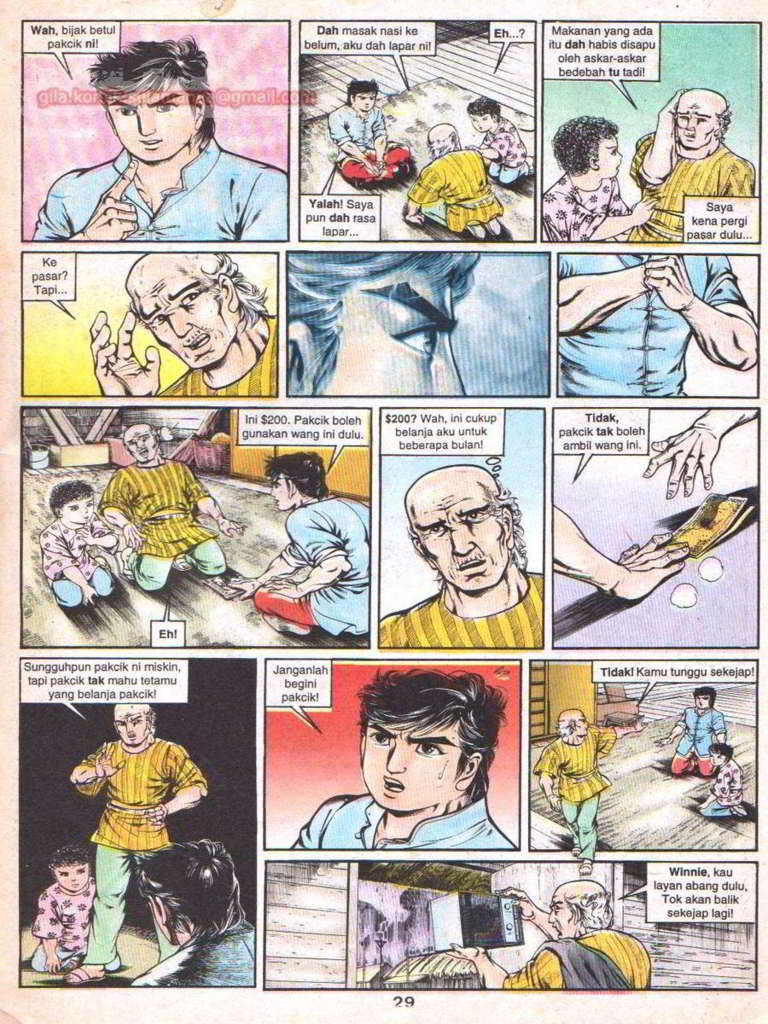 Wah, bijak betul
pakcik ni!
gila.kom
@gmail.com
Dah masak nasi ke
belum, aku dah lapar ni!
Eh...?
Yalah! Saya
pun dah rasa
lapar...
Makanan yang ada
itu dah habis disapu
oleh askar-askar
bedebah tu tadi!
Saya
kena pergi
pasar dulu...
Ke
pasar?
Tapi...
Ini $200. Pakcik boleh
gunakan wang ini dulu.
Eh!
$200? Wah, ini cukup
belanja aku untuk
beberapa bulan!
Tidak,
pakcik tak boleh
ambil wang ini.
Sungguhpun pakcik ni miskin,
tapi pakcik tak mahu tetamu
yang belanja pakcik!
Janganlah
begini
pakcik!
Tidak! Kamu tunggu sekejap!
Winnie, kau
layan abang dulu,
Tok akan balik
sekejap lagi!
29